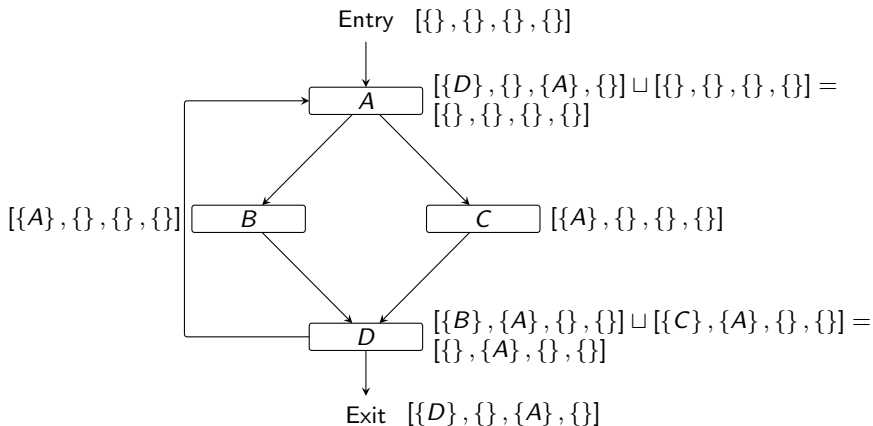 Entry [{} , {} , {} , {}]
A
[{D} , {} , {A} , {}] ⊔ [{} , {} , {} , {}] =
[{} , {} , {} , {}]
[{A} , {} , {} , {}]
B
C
[{A} , {} , {} , {}]
D
[{B} , {A} , {} , {}] ⊔ [{C} , {A} , {} , {}] =
[{} , {A} , {} , {}]
Exit [{D} , {} , {A} , {}]